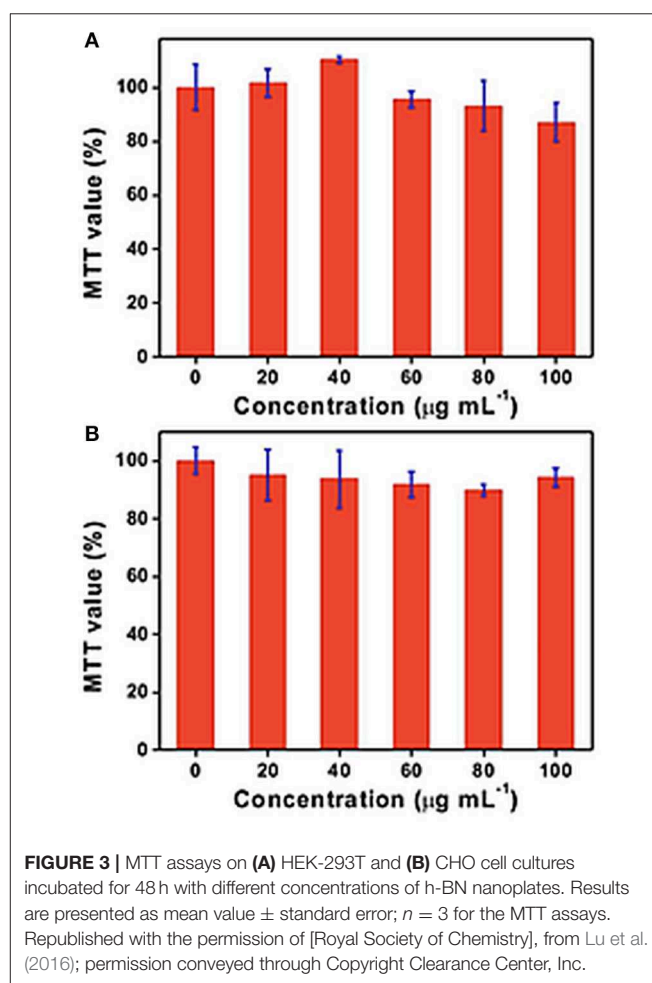 A
MTT value (%)
100
80
60
40
20
0
0 20 40 60 80 100
Concentration (µg mL⁻¹)
B
MTT value (%)
100
80
60
40
20
0
0 20 40 60 80 100
Concentration (µg mL⁻¹)
FIGURE 3 | MTT assays on (A) HEK-293T and (B) CHO cell cultures
incubated for 48 h with different concentrations of h-BN nanoplates. Results
are presented as mean value ± standard error; n = 3 for the MTT assays.
Republished with the permission of [Royal Society of Chemistry], from Lu et al.
(2016); permission conveyed through Copyright Clearance Center, Inc.